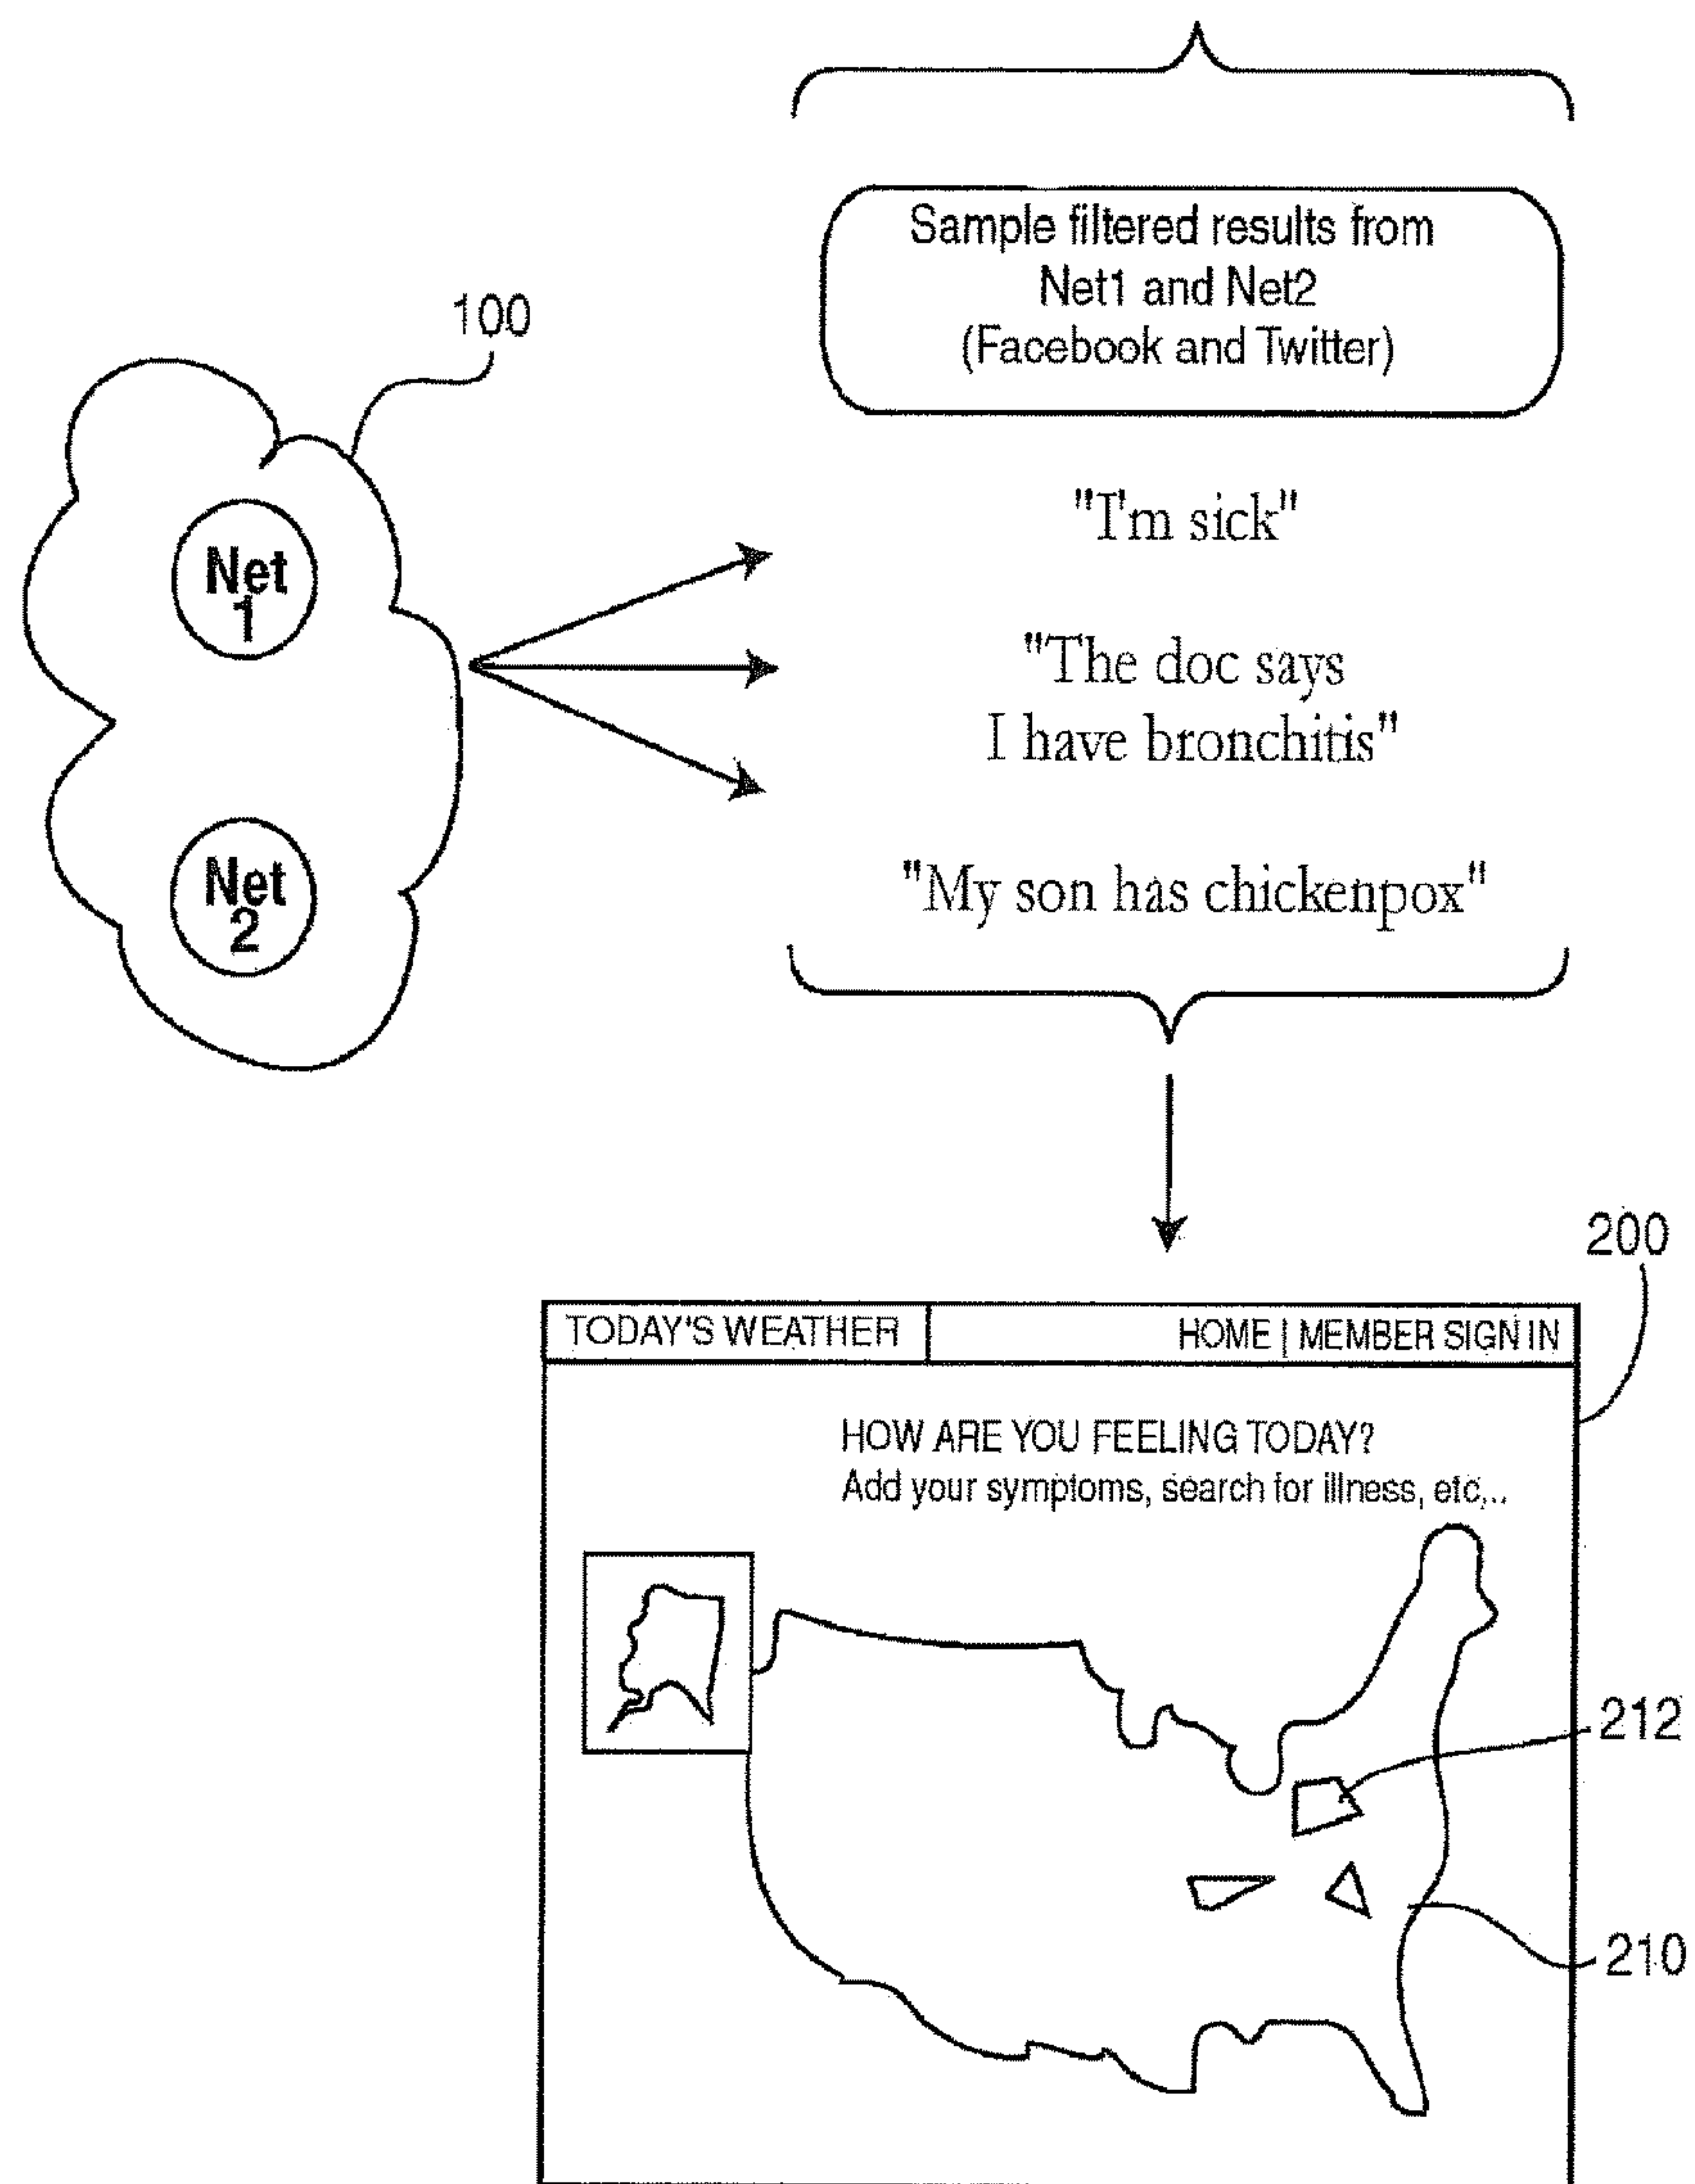 Sample filtered results from
Net1 and Net2
(Facebook and Twitter)
100
Net
1
Net
2
"I'm sick"
"The doc says
I have bronchitis"
"My son has chickenpox"
200
TODAY'S WEATHER
HOME | MEMBER SIGN IN
HOW ARE YOU FEELING TODAY?
Add your symptoms, search for illness, etc...
212
210